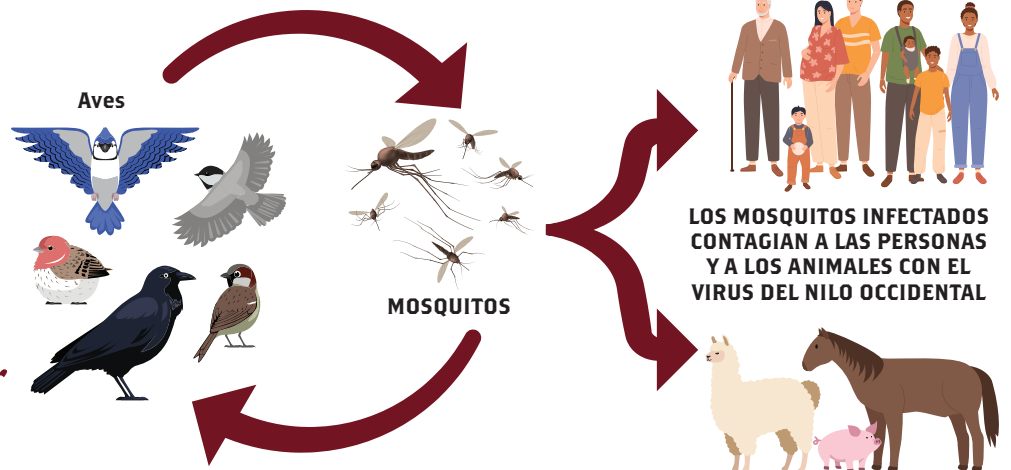 Aves
MOSQUITOS
LOS MOSQUITOS INFECTADOS
CONTAGIAN A LAS PERSONAS
Y A LOS ANIMALES CON EL
VIRUS DEL NILO OCCIDENTAL